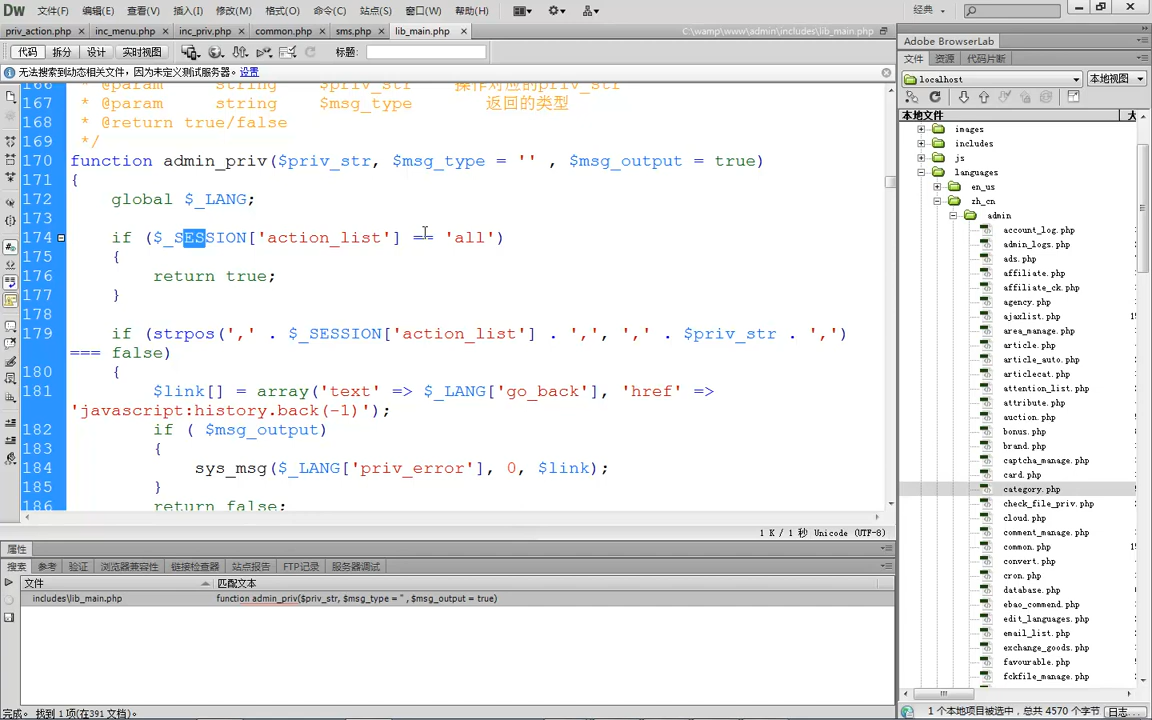 Dw 文件(F) 编辑(E) 查看(V) 插入(I) 修改(M) 格式(O) 命令(C) 站点(S) 窗口(W) 帮助(H) 经典
priv_action.php × inc_menu.php × inc_priv.php × common.php × sms.php × lib_main.php × C:\wamp\www\admin\includes\lib_main.php
代码 拆分 设计 实时视图 标题:
无法搜索到动态相关文件，因为未定义测试服务器。 设置
166 * @param string $priv_str 操作对应的priv_str
167 * @param string $msg_type 返回的类型
168 * @return true/false
169 */
170 function admin_priv($priv_str, $msg_type = '' , $msg_output = true)
171 {
172 global $_LANG;
173
174 if ($_SESSION['action_list'] == 'all')
175 {
176 return true;
177 }
178
179 if (strpos(',' . $_SESSION['action_list'] . ',', ',' . $priv_str . ',')
=== false)
180 {
181 $link[] = array('text' => $_LANG['go_back'], 'href' =>
'javascript:history.back(-1)');
182 if ( $msg_output)
183 {
184 sys_msg($_LANG['priv_error'], 0, $link);
185 }
186 return false;
1 K / 1 秒 Unicode (UTF-8)
属性
搜索 参考 验证 浏览器兼容性 链接检查器 站点报告 FTP记录 服务器调试
文件 匹配文本
includes\lib_main.php function admin_priv($priv_str, $msg_type = '' , $msg_output = true)
完成。 找到 1 项(在391 文档)。
Adobe BrowserLab
文件 资源 代码片断
localhost 本地视图
本地文件 大
images
includes
js
languages
en_us
zh_cn
admin
account_log.php
admin_logs.php
ads.php
affiliate.php
affiliate_ck.php
agency.php
ajaxlist.php
area_manage.php
article.php
article_auto.php
articlecat.php
attention_list.php
attribute.php
auction.php
bonus.php
brand.php
captcha_manage.php
card.php
category.php
check_file_priv.php
cloud.php
comment_manage.php
common.php
convert.php
cron.php
database.php
ebao_commend.php
edit_languages.php
email_list.php
exchange_goods.php
favourable.php
fckfile_manage.php
1 个本地项目被选中，总共 4570 个字节 日志...